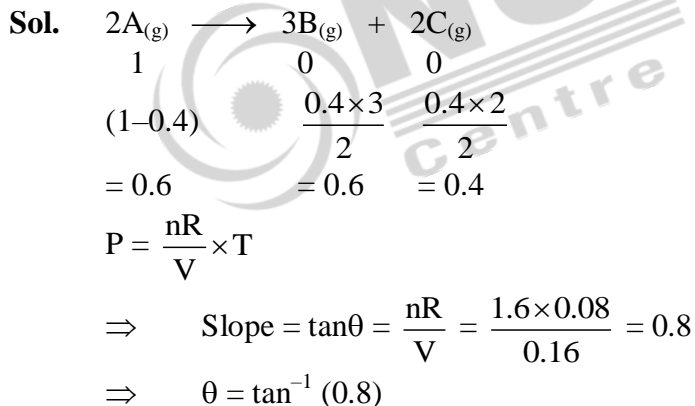 Sol. 2A(g) ⟶ 3B(g) + 2C(g)
1 0 0
(1–0.4) 0.4×3/2 0.4×2/2
= 0.6 = 0.6 = 0.4
P = nR/V × T
⇒ Slope = tanθ = nR/V = 1.6×0.08/0.16 = 0.8
⇒ θ = tan⁻¹ (0.8)
Centre